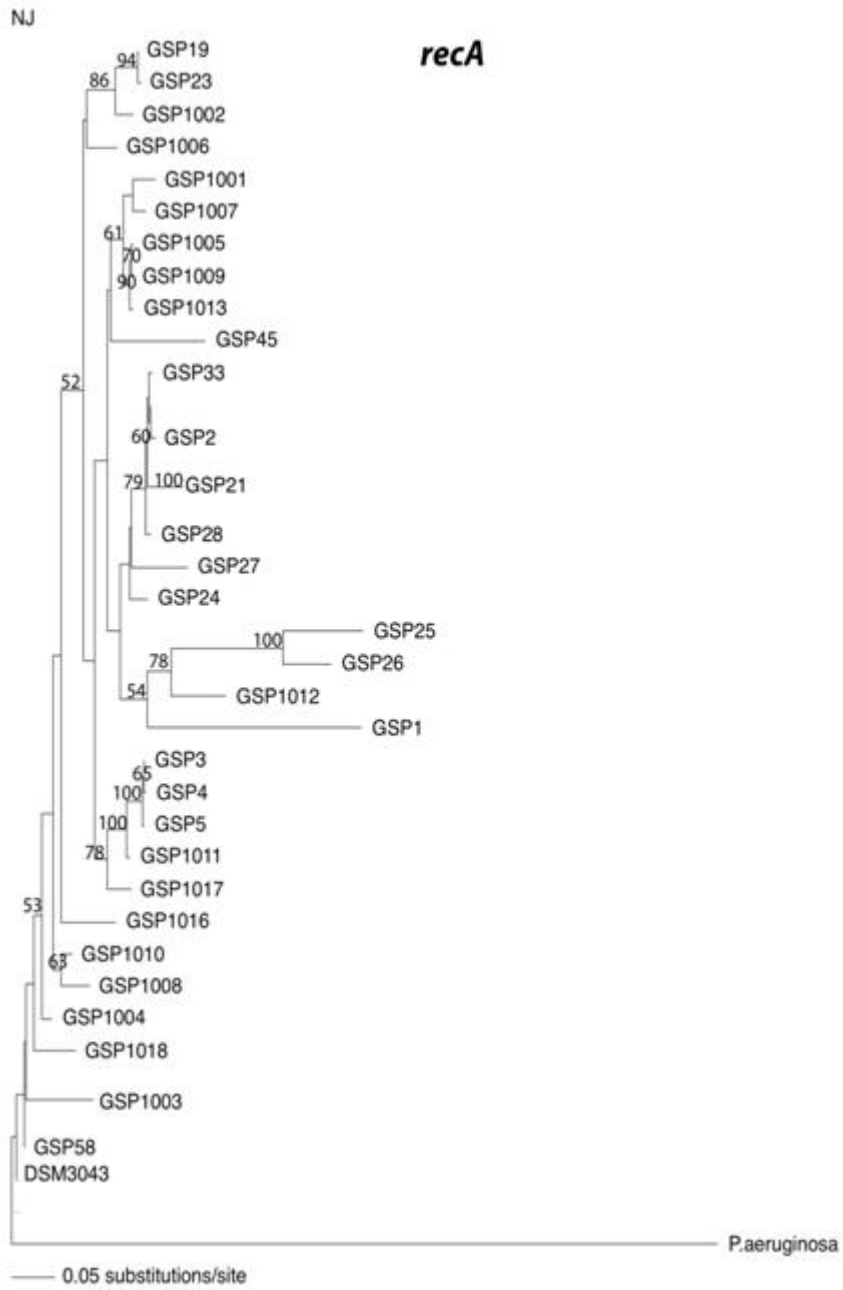 NJ
recA
94 GSP19
86 GSP23
GSP1002
GSP1006
GSP1001
GSP1007
61 GSP1005
70
90 GSP1009
GSP1013
GSP45
52 GSP33
60 GSP2
79 100 GSP21
GSP28
GSP27
GSP24
100 GSP25
78 GSP26
54 GSP1012
GSP1
GSP3
65
100 GSP4
100 GSP5
78 GSP1011
GSP1017
53 GSP1016
63 GSP1010
GSP1008
GSP1004
GSP1018
GSP1003
GSP58
DSM3043
P.aeruginosa
0.05 substitutions/site